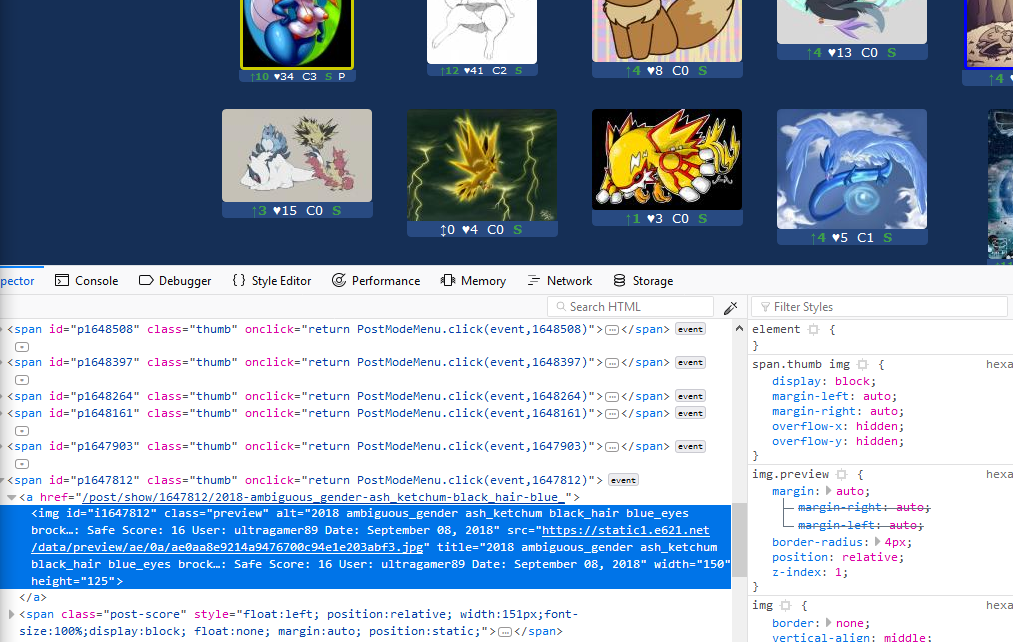 ↑10 ♥34 C3 S P
↑12 ♥41 C2 S
↑4 ♥8 C0 S
↑4 ♥13 C0 S
↑4
↑3 ♥15 C0 S
↕0 ♥4 C0 S
↑1 ♥3 C0 S
↑4 ♥5 C1 S
pector Console Debugger {} Style Editor Performance Memory Network Storage
Search HTML
Filter Styles
<span id="p1648508" class="thumb" onclick="return PostModeMenu.click(event,1648508)">…</span> event
<span id="p1648397" class="thumb" onclick="return PostModeMenu.click(event,1648397)">…</span> event
<span id="p1648264" class="thumb" onclick="return PostModeMenu.click(event,1648264)">…</span> event
<span id="p1648161" class="thumb" onclick="return PostModeMenu.click(event,1648161)">…</span> event
<span id="p1647903" class="thumb" onclick="return PostModeMenu.click(event,1647903)">…</span> event
<span id="p1647812" class="thumb" onclick="return PostModeMenu.click(event,1647812)"> event
<a href="/post/show/1647812/2018-ambiguous_gender-ash_ketchum-black_hair-blue_">
<img id="i1647812" class="preview" alt="2018 ambiguous_gender ash_ketchum black_hair blue_eyes
brock…: Safe Score: 16 User: ultragamer89 Date: September 08, 2018" src="https://static1.e621.net
/data/preview/ae/0a/ae0aa8e9214a9476700c94e1e203abf3.jpg" title="2018 ambiguous_gender ash_ketchum
black_hair blue_eyes brock…: Safe Score: 16 User: ultragamer89 Date: September 08, 2018" width="150"
height="125">
</a>
<span class="post-score" style="float:left; position:relative; width:151px;font-
size:100%;display:block; float:none; margin:auto; position:static;">…</span>
element {
}
span.thumb img { hexa
display: block;
margin-left: auto;
margin-right: auto;
overflow-x: hidden;
overflow-y: hidden;
}
img.preview { hexa
margin: auto;
margin-right: auto;
margin-left: auto;
border-radius: 4px;
position: relative;
z-index: 1;
}
img { hexa
border: none;
vertical-align: middle;